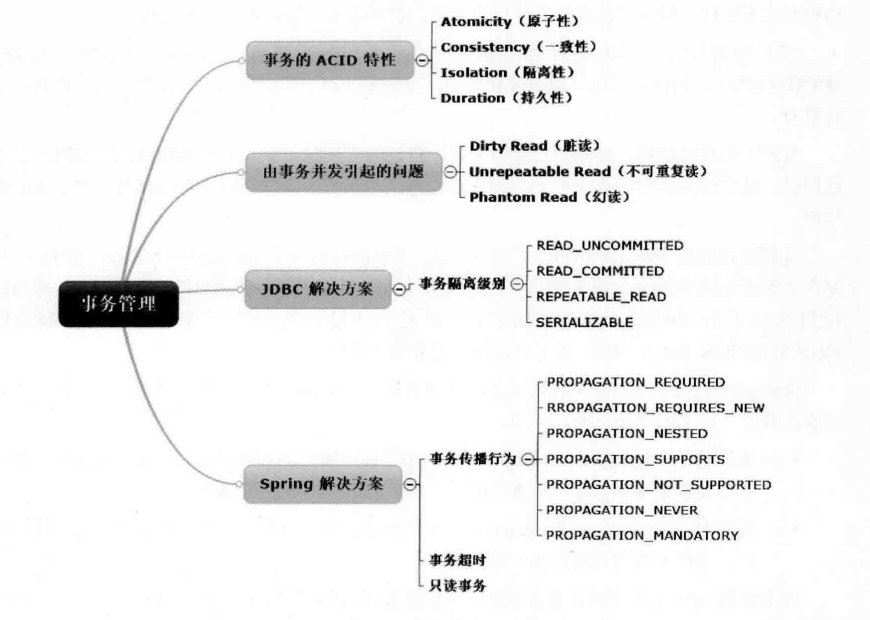 事务管理
事务的 ACID 特性
Atomicity（原子性）
Consistency（一致性）
Isolation（隔离性）
Duration（持久性）
由事务并发引起的问题
Dirty Read（脏读）
Unrepeatable Read（不可重复读）
Phantom Read（幻读）
JDBC 解决方案
事务隔离级别
READ_UNCOMMITTED
READ_COMMITTED
REPEATABLE_READ
SERIALIZABLE
Spring 解决方案
事务传播行为
PROPAGATION_REQUIRED
RROPAGATION_REQUIRES_NEW
PROPAGATION_NESTED
PROPAGATION_SUPPORTS
PROPAGATION_NOT_SUPPORTED
PROPAGATION_NEVER
PROPAGATION_MANDATORY
事务超时
只读事务